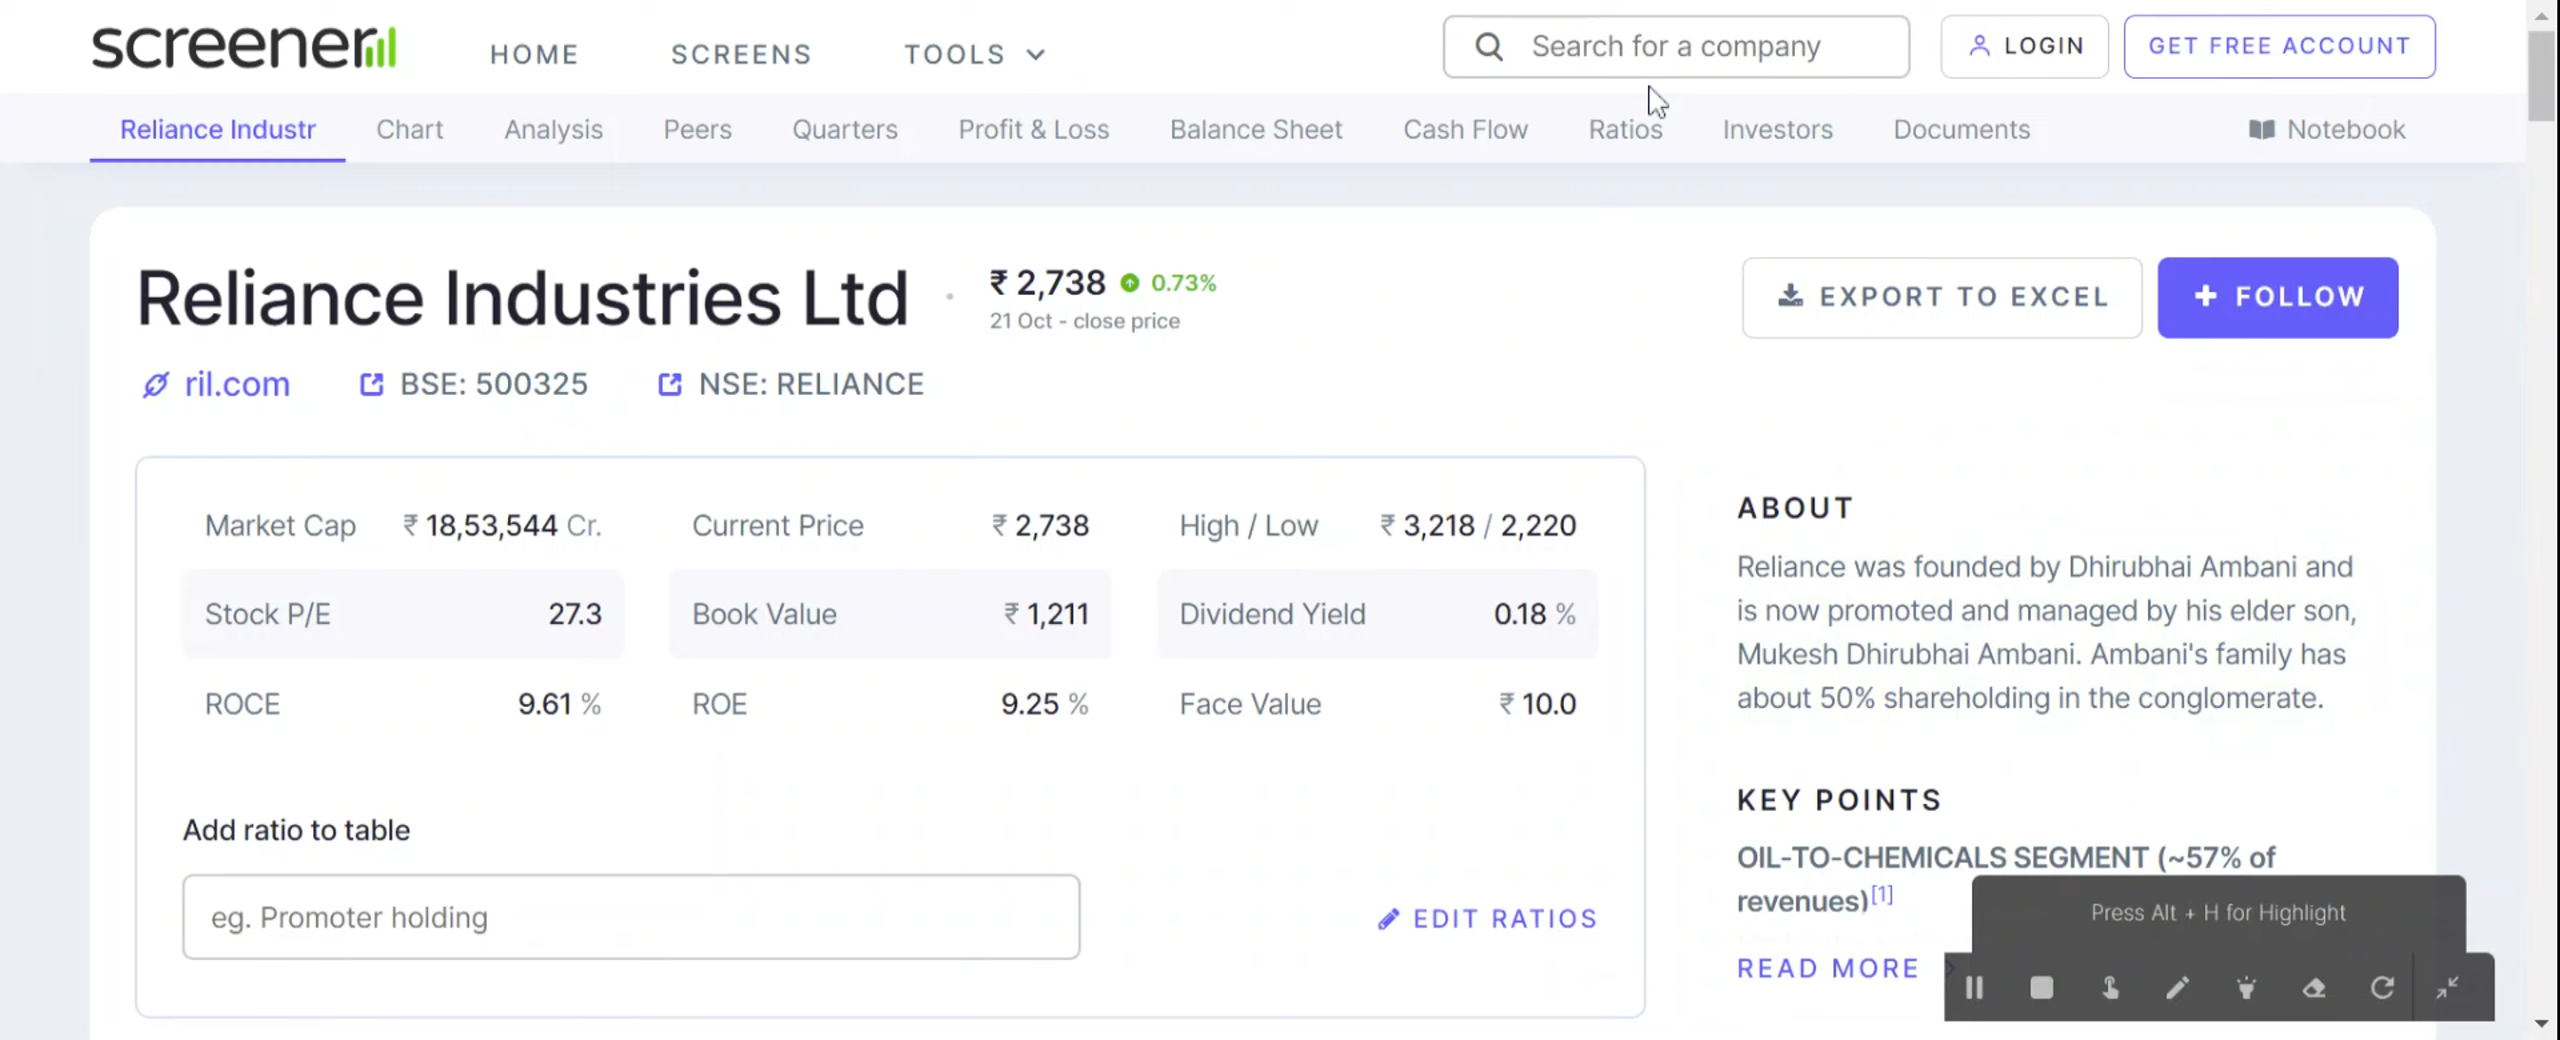 screener
HOME SCREENS TOOLS
Search for a company
LOGIN
GET FREE ACCOUNT
Reliance Industr Chart Analysis Peers Quarters Profit & Loss Balance Sheet Cash Flow Ratios Investors Documents Notebook
Reliance Industries Ltd
₹ 2,738 0.73%
21 Oct - close price
EXPORT TO EXCEL
FOLLOW
ril.com BSE: 500325 NSE: RELIANCE
Market Cap ₹ 18,53,544 Cr. Current Price ₹ 2,738 High / Low ₹ 3,218 / 2,220
Stock P/E 27.3 Book Value ₹ 1,211 Dividend Yield 0.18 %
ROCE 9.61 % ROE 9.25 % Face Value ₹ 10.0
Add ratio to table
eg. Promoter holding
EDIT RATIOS
ABOUT
Reliance was founded by Dhirubhai Ambani and
is now promoted and managed by his elder son,
Mukesh Dhirubhai Ambani. Ambani's family has
about 50% shareholding in the conglomerate.
KEY POINTS
OIL-TO-CHEMICALS SEGMENT (~57% of
revenues)[1]
READ MORE
Press Alt + H for Highlight